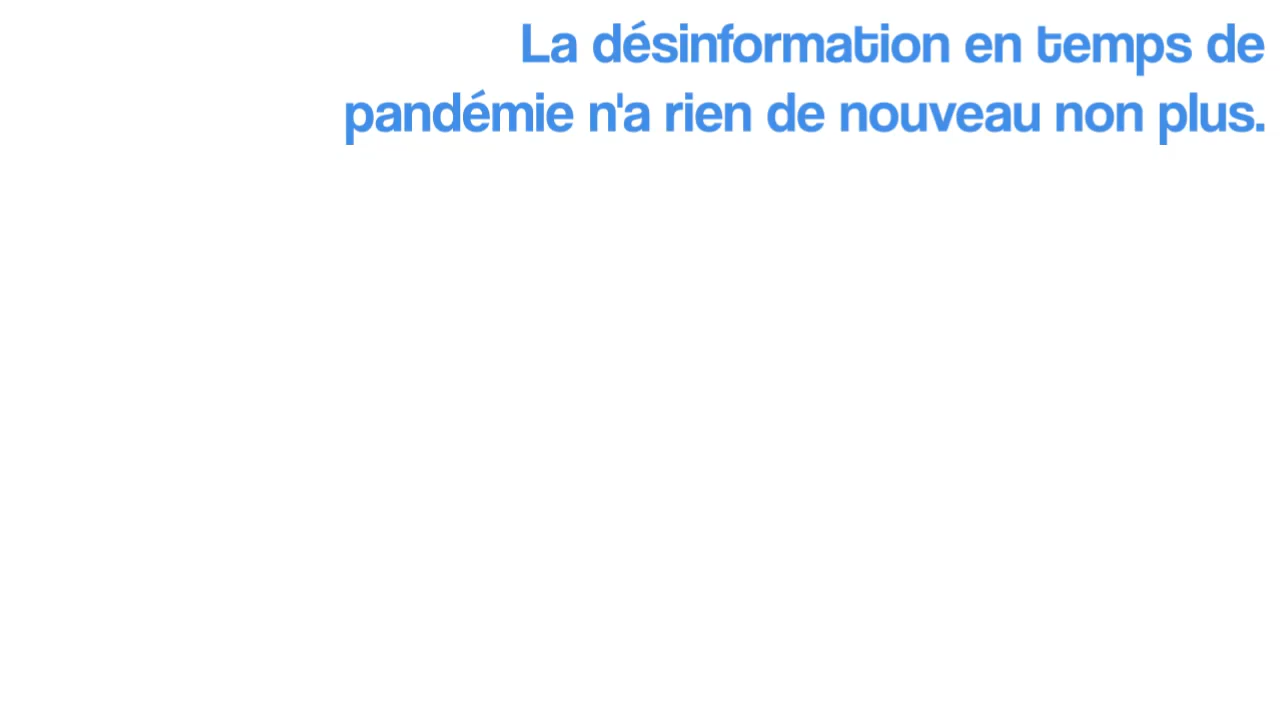 La désinformation en temps de
pandémie n'a rien de nouveau non plus.